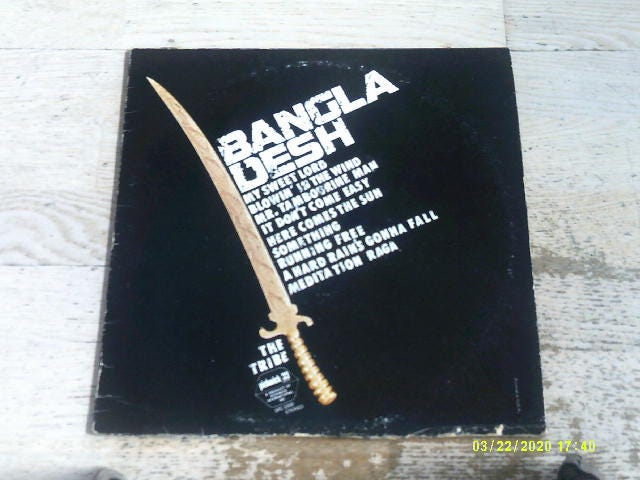 BANGLA
DESH
MY SWEET LORD
BLOWIN' IN THE WIND
MR. TAMBOURINE MAN
IT DON'T COME EASY
HERE COMES THE SUN
SOMETHING
RUNNING FREE
A HARD RAIN'S GONNA FALL
MEDITATION RAGA
THE
TRIBE
STEREO
03/22/2020 17:40